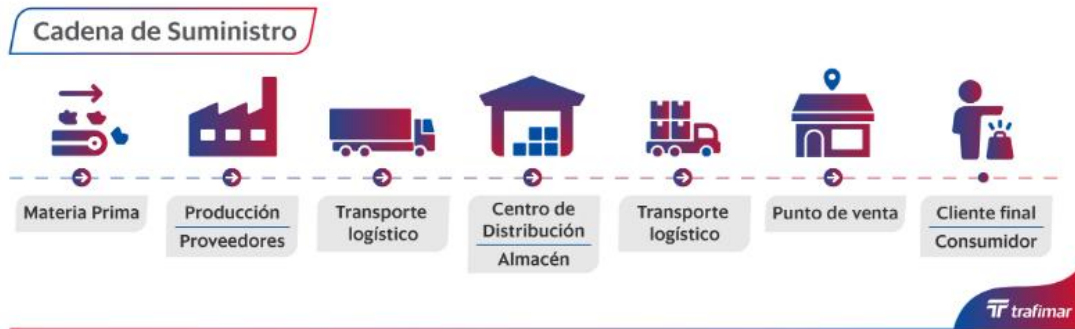 Cadena de Suministro
Materia Prima
Producción
Proveedores
Transporte
logístico
Centro de
Distribución
Almacén
Transporte
logístico
Punto de venta
Cliente final
Consumidor
trafimar